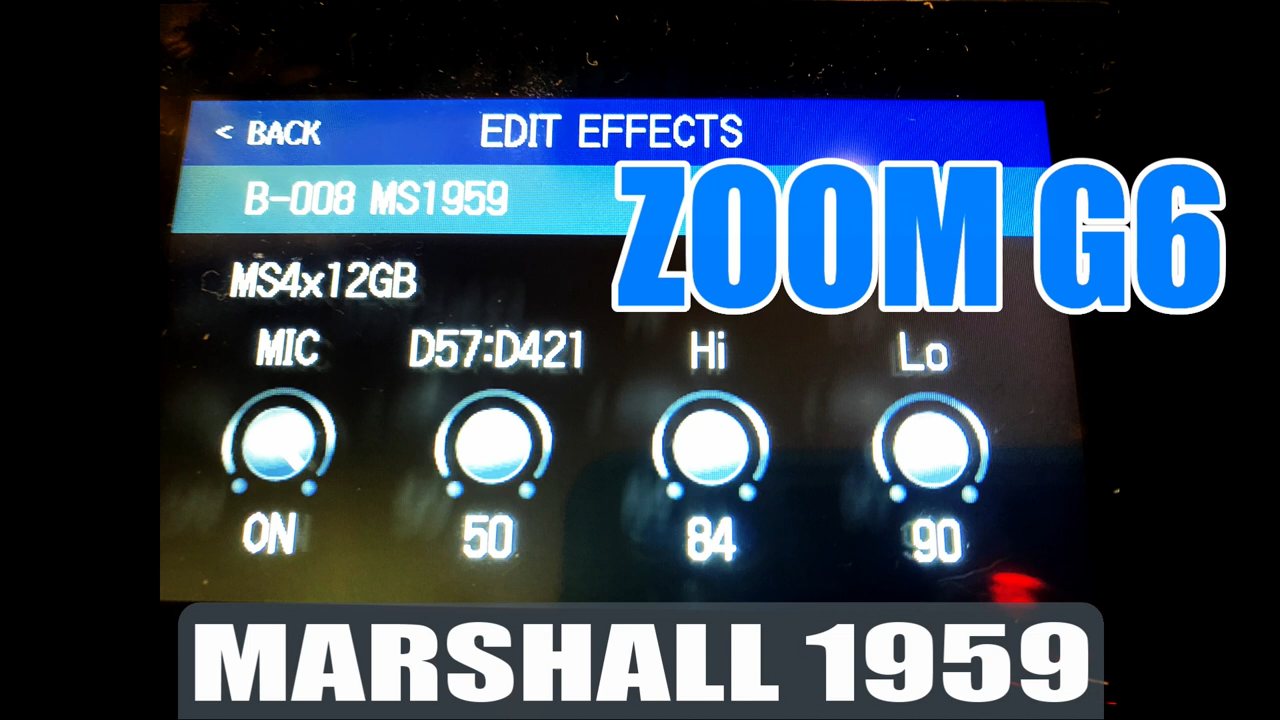 < BACK EDIT EFFECTS
B-008 MS1959
ZOOM G6
MS4x12GB
MIC D57:D421 Hi Lo
ON 50 84 90
MARSHALL 1959